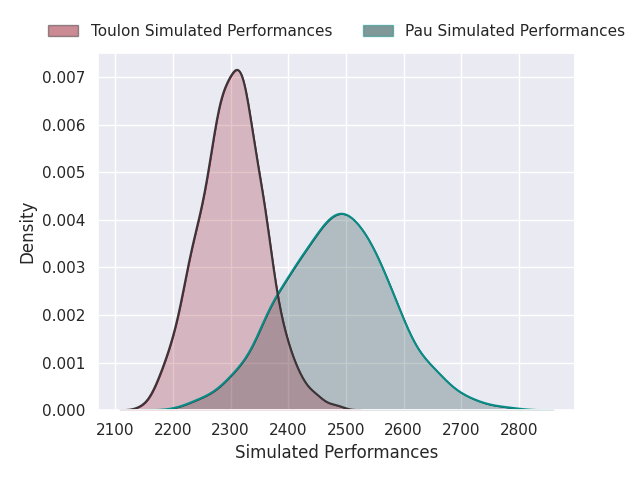 Toulon Simulated Performances
Pau Simulated Performances
0.007
0.006
0.005
0.004
0.003
0.002
0.001
0.000
Density
2100 2200 2300 2400 2500 2600 2700 2800
Simulated Performances